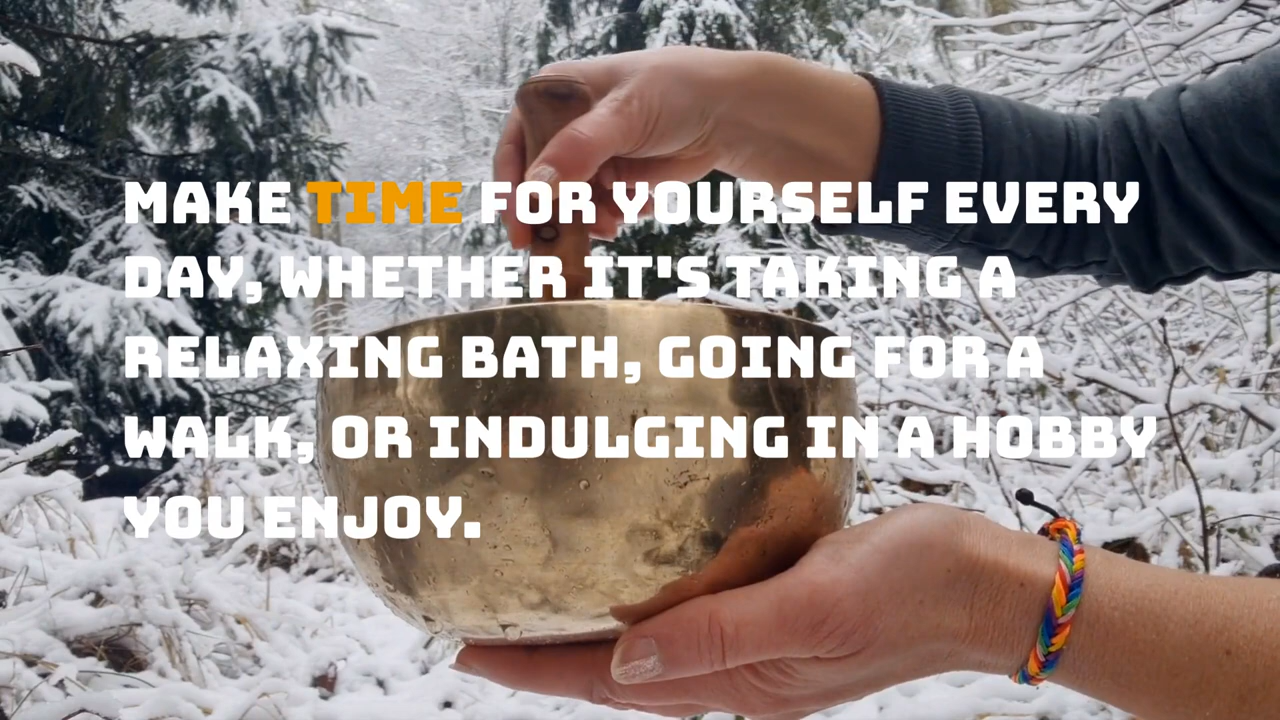 MAKE TIME FOR YOURSELF EVERY
DAY, WHETHER IT'S TAKING A
RELAXING BATH, GOING FOR A
WALK, OR INDULGING IN A HOBBY
YOU ENJOY.